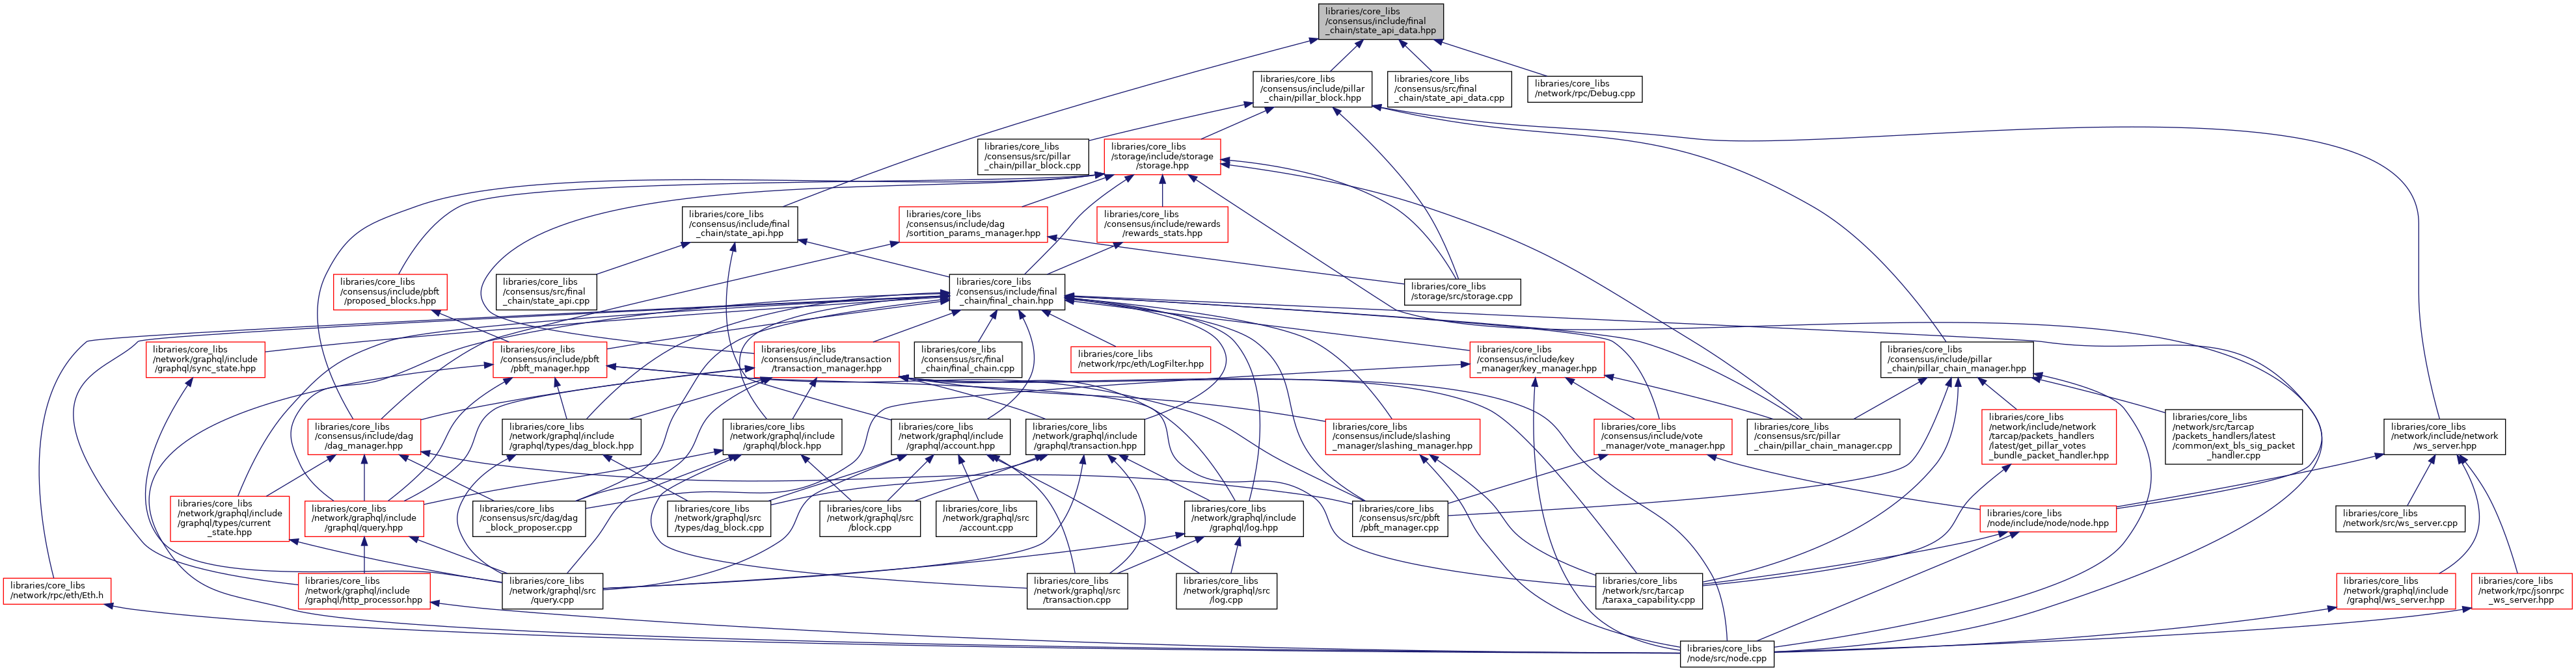 libraries/core_libs
/consensus/include/final
_chain/state_api_data.hpp
libraries/core_libs
/consensus/include/pillar
_chain/pillar_block.hpp
libraries/core_libs
/consensus/src/final
_chain/state_api_data.cpp
libraries/core_libs
/network/rpc/Debug.cpp
libraries/core_libs
/consensus/src/pillar
_chain/pillar_block.cpp
libraries/core_libs
/storage/include/storage
/storage.hpp
libraries/core_libs
/consensus/include/final
_chain/state_api.hpp
libraries/core_libs
/consensus/include/dag
/sortition_params_manager.hpp
libraries/core_libs
/consensus/include/rewards
/rewards_stats.hpp
libraries/core_libs
/consensus/include/pbft
/proposed_blocks.hpp
libraries/core_libs
/consensus/src/final
_chain/state_api.cpp
libraries/core_libs
/consensus/include/final
_chain/final_chain.hpp
libraries/core_libs
/storage/src/storage.cpp
libraries/core_libs
/network/graphql/include
/graphql/sync_state.hpp
libraries/core_libs
/consensus/include/pbft
/pbft_manager.hpp
libraries/core_libs
/consensus/include/transaction
/transaction_manager.hpp
libraries/core_libs
/consensus/src/final
_chain/final_chain.cpp
libraries/core_libs
/network/rpc/eth/LogFilter.hpp
libraries/core_libs
/consensus/include/key
_manager/key_manager.hpp
libraries/core_libs
/consensus/include/pillar
_chain/pillar_chain_manager.hpp
libraries/core_libs
/consensus/include/dag
/dag_manager.hpp
libraries/core_libs
/network/graphql/include
/graphql/types/dag_block.hpp
libraries/core_libs
/network/graphql/include
/graphql/block.hpp
libraries/core_libs
/network/graphql/include
/graphql/account.hpp
libraries/core_libs
/network/graphql/include
/graphql/transaction.hpp
libraries/core_libs
/consensus/include/slashing
_manager/slashing_manager.hpp
libraries/core_libs
/consensus/include/vote
_manager/vote_manager.hpp
libraries/core_libs
/consensus/src/pillar
_chain/pillar_chain_manager.cpp
libraries/core_libs
/network/include/network
/tarcap/packets_handlers
/latest/get_pillar_votes
_bundle_packet_handler.hpp
libraries/core_libs
/network/src/tarcap
/packets_handlers/latest
/common/ext_bls_sig_packet
_handler.cpp
libraries/core_libs
/network/include/network
/ws_server.hpp
libraries/core_libs
/network/graphql/include
/graphql/types/current
_state.hpp
libraries/core_libs
/network/graphql/include
/graphql/query.hpp
libraries/core_libs
/consensus/src/dag/dag
_block_proposer.cpp
libraries/core_libs
/network/graphql/src
/types/dag_block.cpp
libraries/core_libs
/network/graphql/src
/block.cpp
libraries/core_libs
/network/graphql/src
/account.cpp
libraries/core_libs
/network/graphql/include
/graphql/log.hpp
libraries/core_libs
/consensus/src/pbft
/pbft_manager.cpp
libraries/core_libs
/network/src/ws_server.cpp
libraries/core_libs
/node/include/node/node.hpp
libraries/core_libs
/network/rpc/eth/Eth.h
libraries/core_libs
/network/graphql/include
/graphql/http_processor.hpp
libraries/core_libs
/network/graphql/src
/query.cpp
libraries/core_libs
/network/graphql/src
/transaction.cpp
libraries/core_libs
/network/graphql/src
/log.cpp
libraries/core_libs
/network/src/tarcap
/taraxa_capability.cpp
libraries/core_libs
/network/graphql/include
/graphql/ws_server.hpp
libraries/core_libs
/network/rpc/jsonrpc
_ws_server.hpp
libraries/core_libs
/node/src/node.cpp